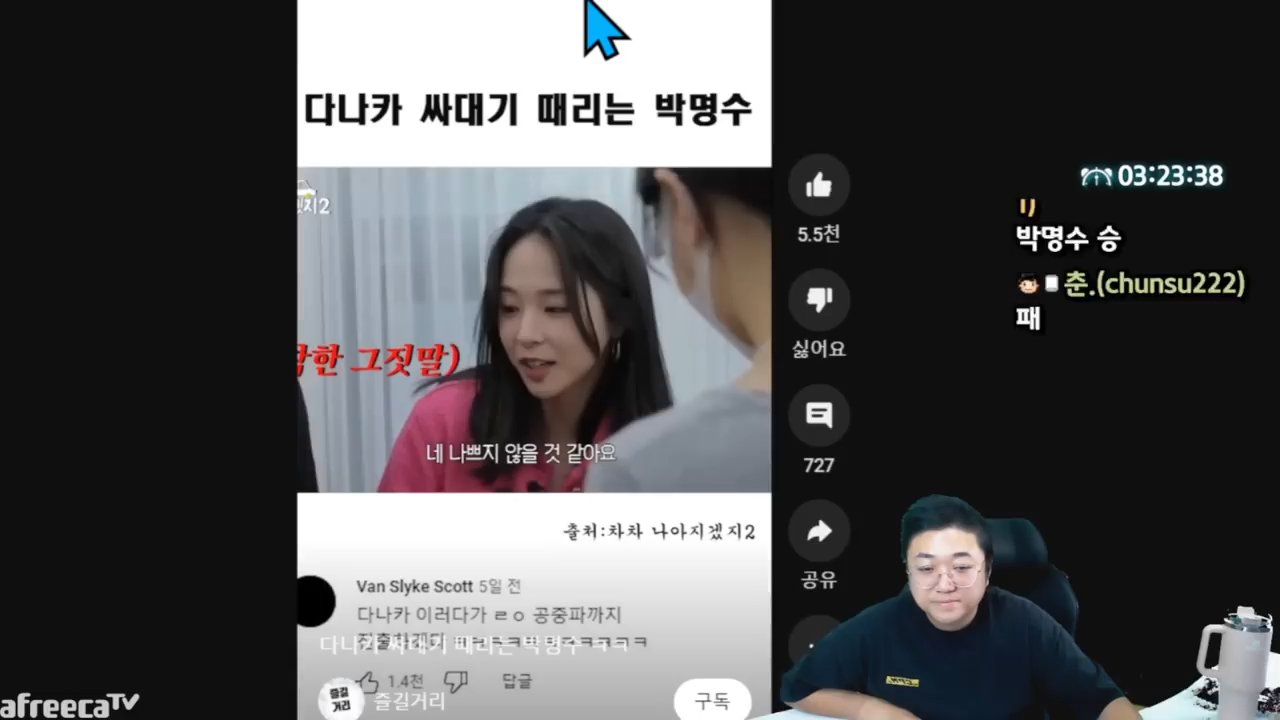 다나카 싸대기 때리는 박명수
지2
한 그짓말)
네 나쁘지 않을 것 같아요
출처:차차 나아지겠지2
Van Slyke Scott 5일 전
다나카 이러다가 ㄹㅇ 공중파까지
다나카 싸대기 때리는 박명수 ㅋㅋ
1.4천
답글
즐길
거리
즐길거리
구독
5.5천
싫어요
727
공유
03:23:38
박명수 승
춘.(chunsu222)
패
afreecaTV